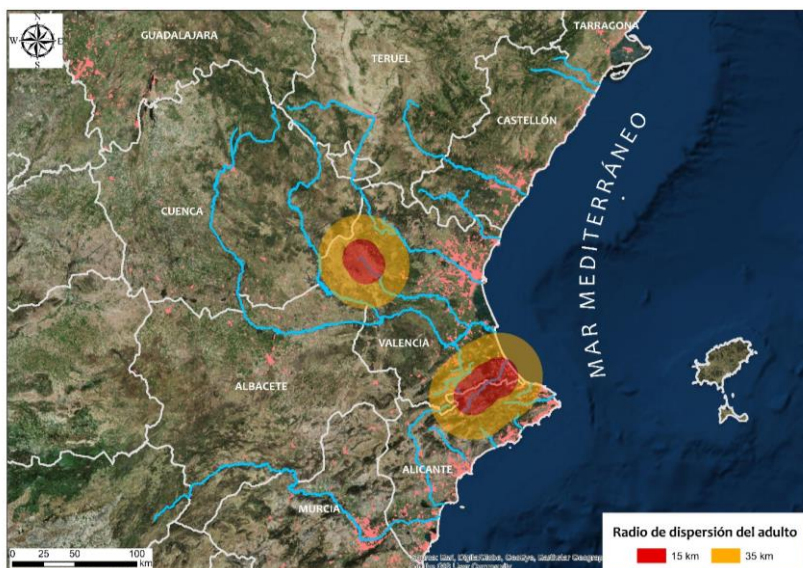 N
W E
S
GUADALAJARA
TARRAGONA
TERUEL
CASTELLÓN
CUENCA
MAR MEDITERRÁNEO
VALENCIA
ALBACETE
ALICANTE
MURCIA
0 25 50 100
km
Radio de dispersión del adulto
15 km 35 km